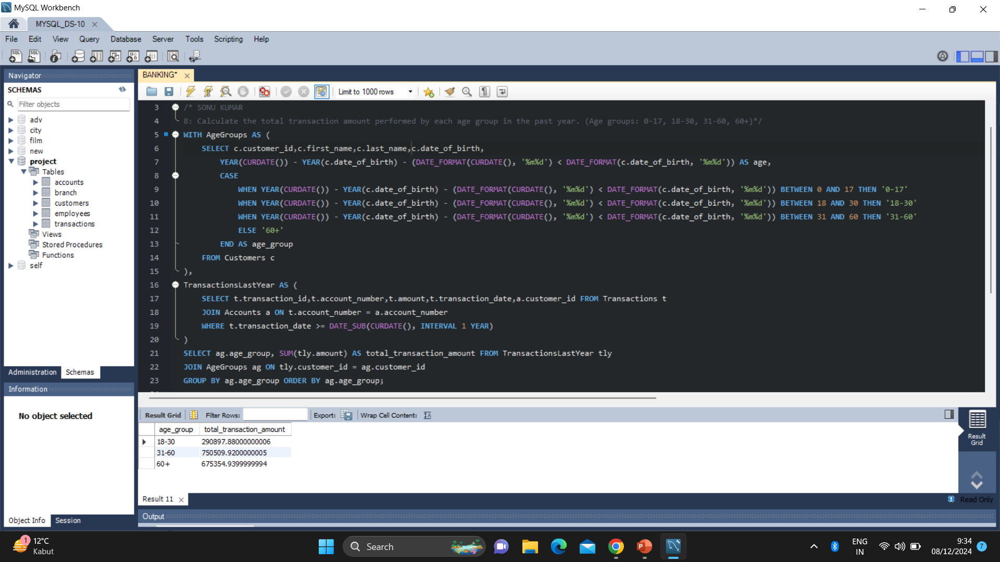 MySQL Workbench
MYSQL_DS-10
File Edit View Query Database Server Tools Scripting Help
Navigator
SCHEMAS
Filter objects
adv
city
film
new
project
Tables
accounts
branch
customers
employees
transactions
Views
Stored Procedures
Functions
self
Administration Schemas
Information
No object selected
Object Info Session
BANKING*
Limit to 1000 rows
3 /* SONU KUMAR
4 8: Calculate the total transaction amount performed by each age group in the past year. (Age groups: 0-17, 18-30, 31-60, 60+)*/
5 WITH AgeGroups AS (
6 SELECT c.customer_id,c.first_name,c.last_name,c.date_of_birth,
7 YEAR(CURDATE()) - YEAR(c.date_of_birth) - (DATE_FORMAT(CURDATE(), '%m%d') < DATE_FORMAT(c.date_of_birth, '%m%d')) AS age,
8 CASE
9 WHEN YEAR(CURDATE()) - YEAR(c.date_of_birth) - (DATE_FORMAT(CURDATE(), '%m%d') < DATE_FORMAT(c.date_of_birth, '%m%d')) BETWEEN 0 AND 17 THEN '0-17'
10 WHEN YEAR(CURDATE()) - YEAR(c.date_of_birth) - (DATE_FORMAT(CURDATE(), '%m%d') < DATE_FORMAT(c.date_of_birth, '%m%d')) BETWEEN 18 AND 30 THEN '18-30'
11 WHEN YEAR(CURDATE()) - YEAR(c.date_of_birth) - (DATE_FORMAT(CURDATE(), '%m%d') < DATE_FORMAT(c.date_of_birth, '%m%d')) BETWEEN 31 AND 60 THEN '31-60'
12 ELSE '60+'
13 END AS age_group
14 FROM Customers c
15 ),
16 TransactionsLastYear AS (
17 SELECT t.transaction_id,t.account_number,t.amount,t.transaction_date,a.customer_id FROM Transactions t
18 JOIN Accounts a ON t.account_number = a.account_number
19 WHERE t.transaction_date >= DATE_SUB(CURDATE(), INTERVAL 1 YEAR)
20 )
21 SELECT ag.age_group, SUM(tly.amount) AS total_transaction_amount FROM TransactionsLastYear tly
22 JOIN AgeGroups ag ON tly.customer_id = ag.customer_id
23 GROUP BY ag.age_group ORDER BY ag.age_group;
Result Grid Filter Rows: Export: Wrap Cell Content:
age_group total_transaction_amount
18-30 290897.88000000006
31-60 750509.9200000005
60+ 675354.9399999994
Result Grid
Result 11
Read Only
Output
1 12°C
Kabut
Search
ENG
IN
9:34
08/12/2024
7